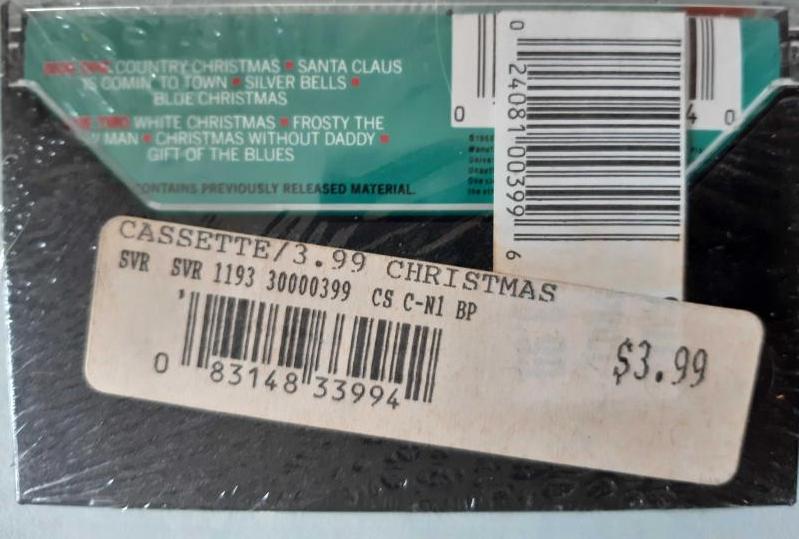 COUNTRY CHRISTMAS • SANTA CLAUS
IS COMIN' TO TOWN • SILVER BELLS •
BLUE CHRISTMAS
WHITE CHRISTMAS • FROSTY THE
MAN • CHRISTMAS WITHOUT DADDY •
GIFT OF THE BLUES
CONTAINS PREVIOUSLY RELEASED MATERIAL.
0
4 0
0 24081 00399 6
CASSETTE/3.99 CHRISTMAS
SVR SVR 1193 30000399 CS C-N1 BP
0 83148 33994
$3.99